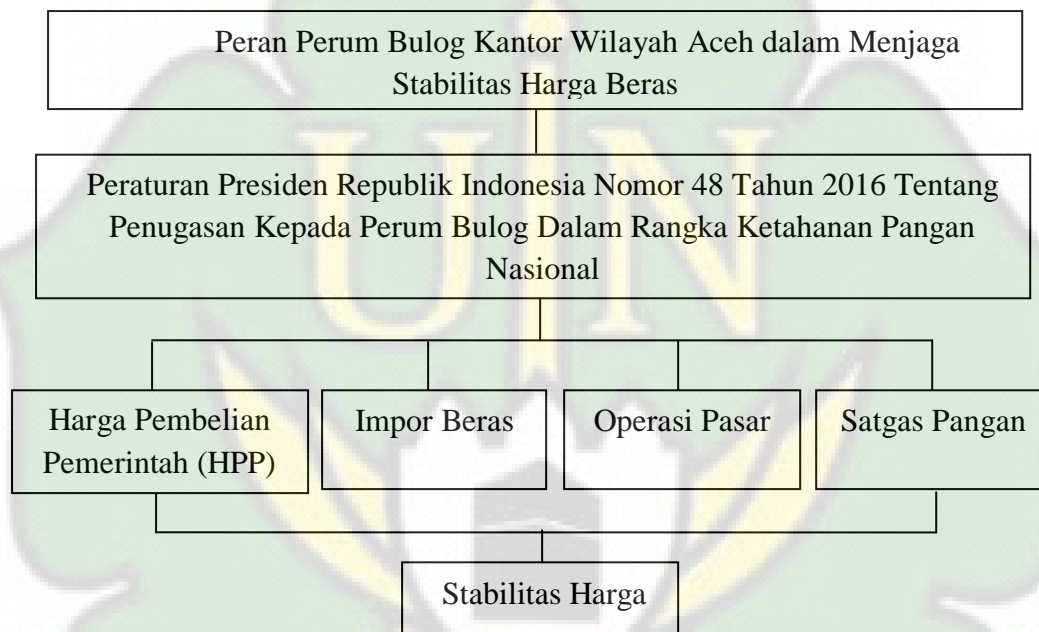 UIN
Peran Perum Bulog Kantor Wilayah Aceh dalam Menjaga
Stabilitas Harga Beras
Peraturan Presiden Republik Indonesia Nomor 48 Tahun 2016 Tentang
Penugasan Kepada Perum Bulog Dalam Rangka Ketahanan Pangan
Nasional
Harga Pembelian
Pemerintah (HPP)
Impor Beras
Operasi Pasar
Satgas Pangan
Stabilitas Harga